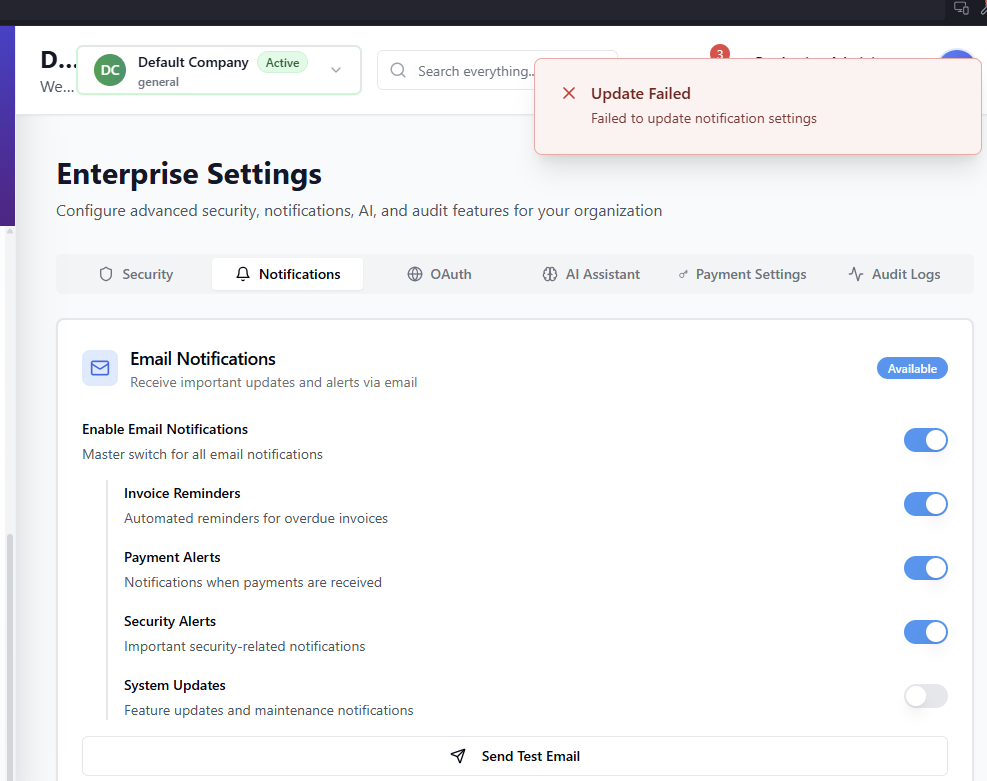 D...
We...
DC
Default Company
Active
general
Search everything..
3
Update Failed
Failed to update notification settings
Enterprise Settings
Configure advanced security, notifications, AI, and audit features for your organization
Security
Notifications
OAuth
AI Assistant
Payment Settings
Audit Logs
Email Notifications
Receive important updates and alerts via email
Available
Enable Email Notifications
Master switch for all email notifications
Invoice Reminders
Automated reminders for overdue invoices
Payment Alerts
Notifications when payments are received
Security Alerts
Important security-related notifications
System Updates
Feature updates and maintenance notifications
Send Test Email